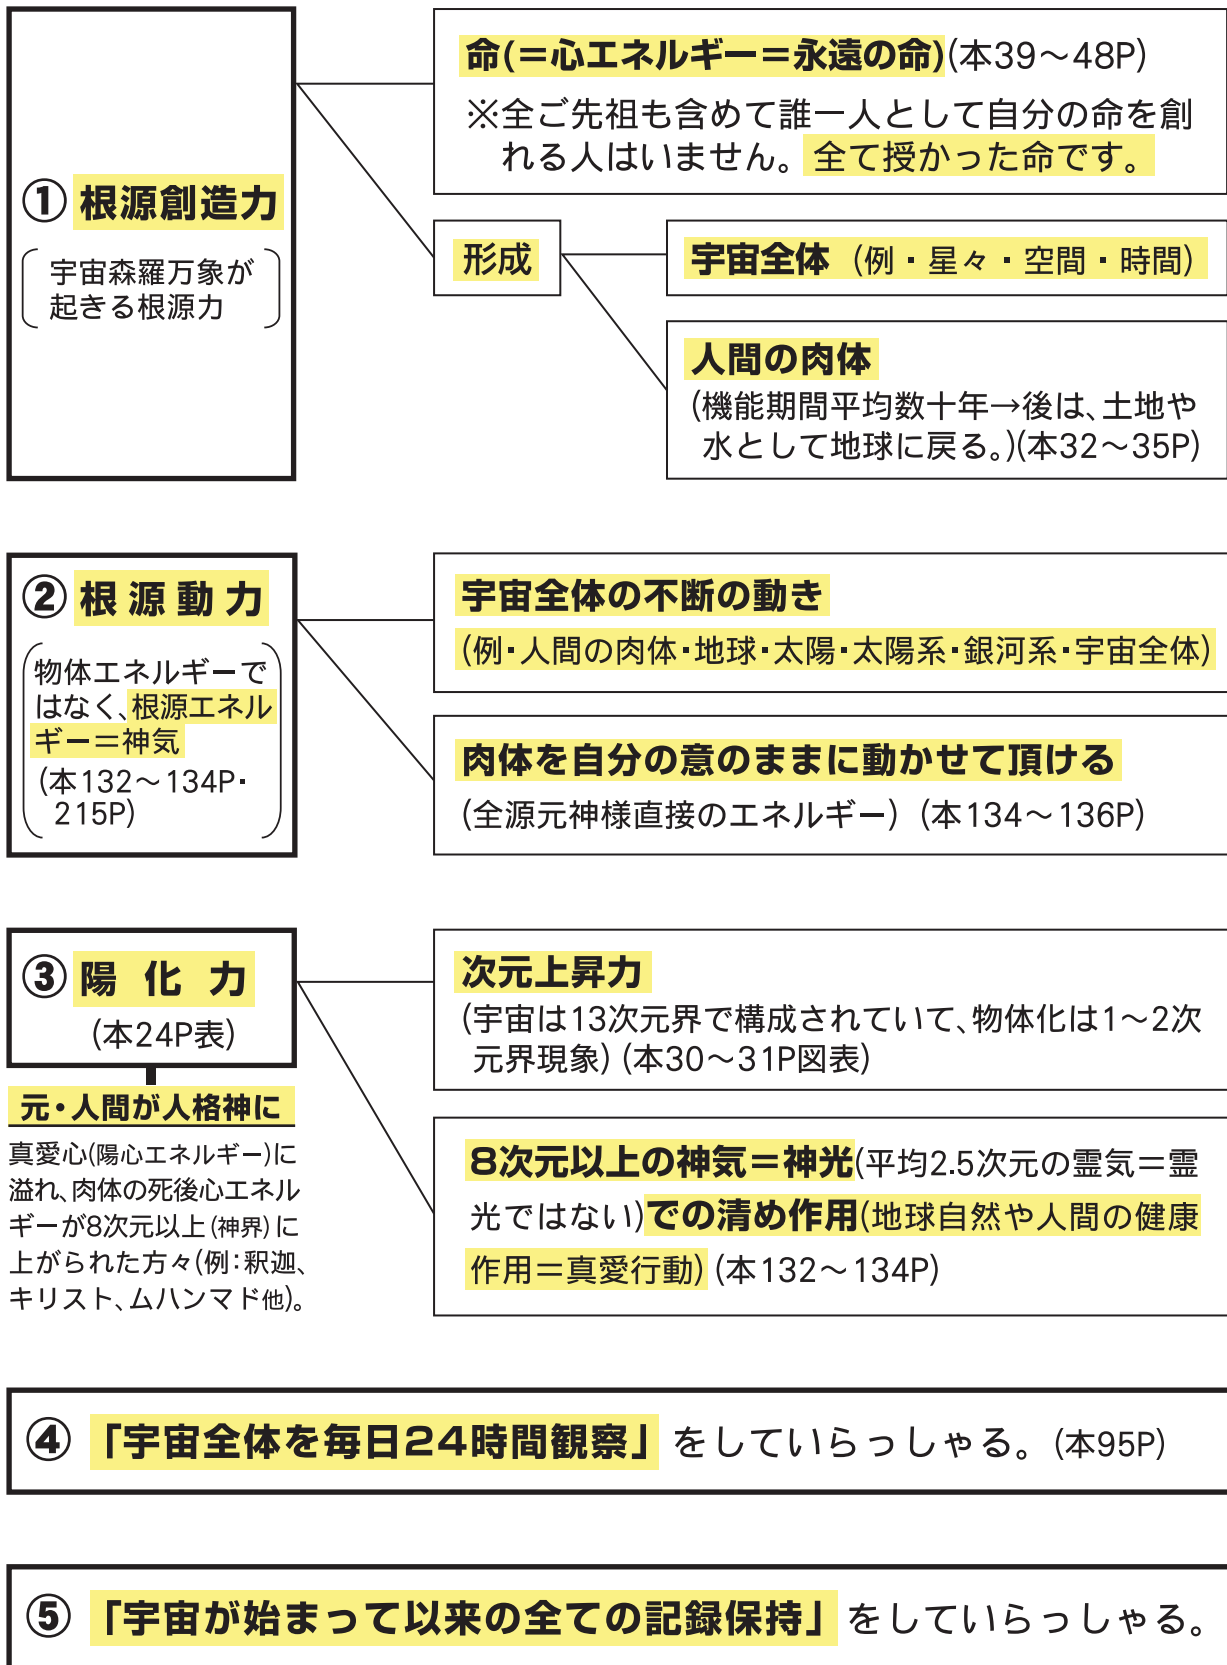 ① 根源創造力
宇宙森羅万象が
起きる根源力
命(＝心エネルギー＝永遠の命)(本39～48P)
※全ご先祖も含めて誰一人として自分の命を創
れる人はいません。全て授かった命です。
形成
宇宙全体（例・星々・空間・時間）
人間の肉体
(機能期間平均数十年→後は、土地や
水として地球に戻る。)(本32～35P)
② 根源動力
物体エネルギーで
はなく、根源エネル
ギー＝神気
(本132～134P・
215P)
宇宙全体の不断の動き
(例・人間の肉体・地球・太陽・太陽系・銀河系・宇宙全体)
肉体を自分の意のままに動かせて頂ける
(全源元神様直接のエネルギー)（本134～136P)
③ 陽化力
(本24P表)
元・人間が人格神に
真愛心(陽心エネルギー)に
溢れ、肉体の死後心エネル
ギーが8次元以上(神界)に
上がられた方々(例:釈迦、
キリスト、ムハンマド他)。
次元上昇力
(宇宙は13次元界で構成されていて、物体化は1～2次
元界現象)(本30～31P図表)
8次元以上の神気＝神光(平均2.5次元の霊気＝霊
光ではない)での清め作用(地球自然や人間の健康
作用＝真愛行動)(本132～134P)
④ 「宇宙全体を毎日24時間観察」をしていらっしゃる。(本95P)
⑤ 「宇宙が始まって以来の全ての記録保持」をしていらっしゃる。